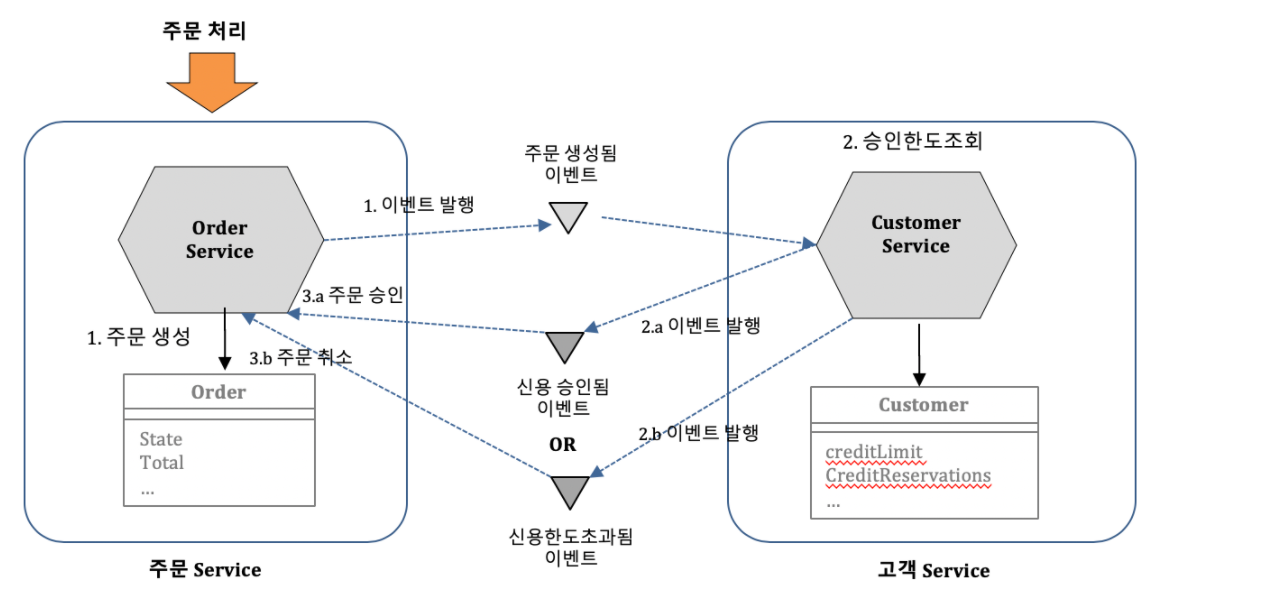 주문 처리
2. 승인한도조회
주문 생성됨
이벤트
1. 이벤트 발행
Order
Service
Customer
Service
3.a 주문 승인
2.a 이벤트 발행
1. 주문 생성
3.b 주문 취소
신용 승인됨
이벤트
Order
State
Total
...
OR
2.b 이벤트 발행
Customer
creditLimit
CreditReservations
...
신용한도초과됨
이벤트
주문 Service
고객 Service